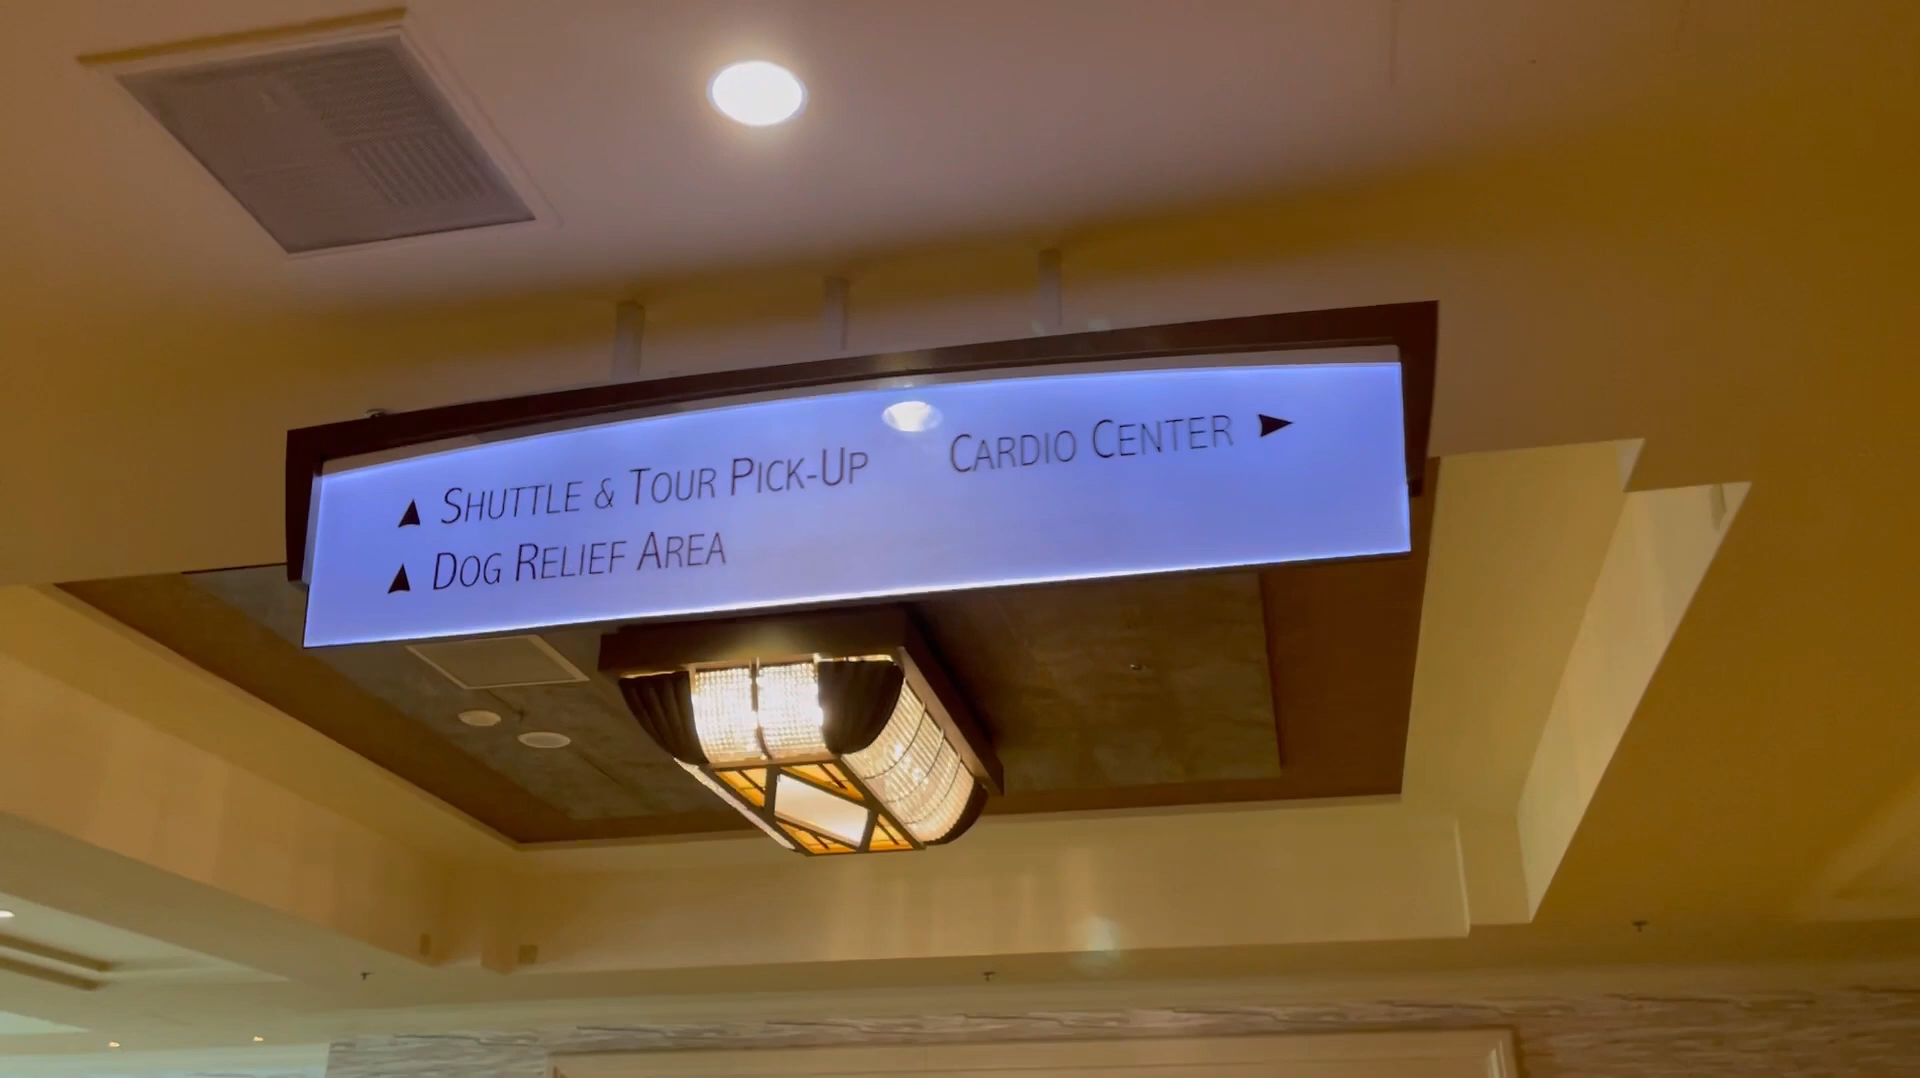 ▲ SHUTTLE & TOUR PICK-UP
CARDIO CENTER ►
▲ DOG RELIEF AREA